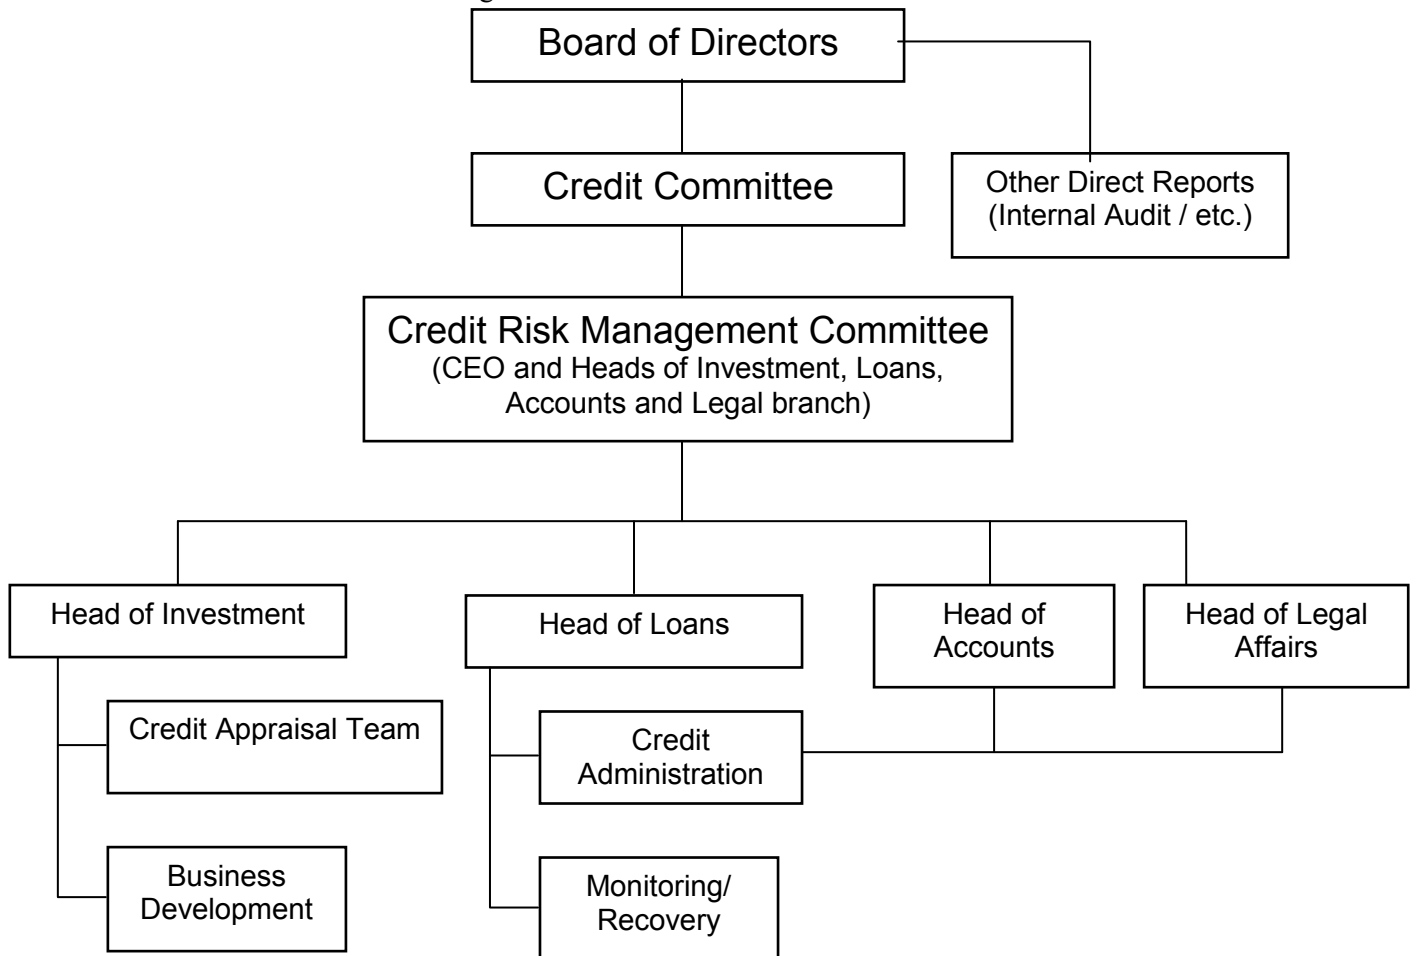 Board of Directors
Credit Committee
Other Direct Reports
(Internal Audit / etc.)
Credit Risk Management Committee
(CEO and Heads of Investment, Loans,
Accounts and Legal branch)
Head of Investment
Head of Loans
Head of
Accounts
Head of Legal
Affairs
Credit Appraisal Team
Credit
Administration
Business
Development
Monitoring/
Recovery